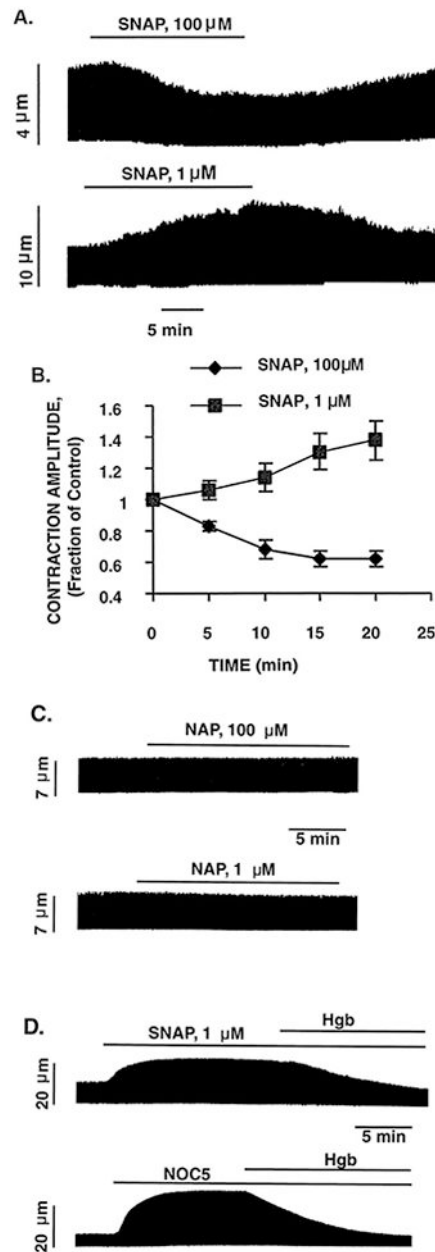 A.
SNAP, 100 µM
4 µm
SNAP, 1 µM
10 µm
5 min
B.
SNAP, 100µM
SNAP, 1 µM
CONTRACTION AMPLITUDE,
(Fraction of Control)
1.6
1.4
1.2
1
0.8
0.6
0.4
0 5 10 15 20 25
TIME (min)
C.
NAP, 100 µM
7 µm
5 min
NAP, 1 µM
7 µm
D.
Hgb
SNAP, 1 µM
20 µm
5 min
Hgb
NOC5
20 µm